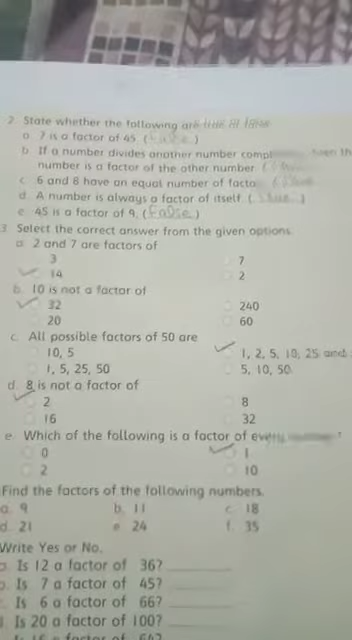 2. State whether the following are true or false
a. 7 is a factor of 45. (False)
b. If a number divides another number then th
number is a factor of the other number. (
c. 6 and 8 have an equal number of
d. A number is always a factor of itself. (True)
e. 45 is a factor of 9. (False)
3. Select the correct answer from the given options.
a. 2 and 7 are factors of
3 7
14 2
b. 10 is not a factor of
32 240
20 60
c. All possible factors of 50 are
10, 5 1, 2, 5, 10, 25 and
1, 5, 25, 50 5, 10, 50
d. 8 is not a factor of
2 8
16 32
e. Which of the following is a factor of every number?
0 1
2 10
Find the factors of the following numbers.
a. 9 b. 11 c. 18
d. 21 e. 24 f. 35
Write Yes or No.
Is 12 a factor of 36?
Is 7 a factor of 45?
Is 6 a factor of 66?
Is 20 a factor of 100?
Is 16 a factor of 64?